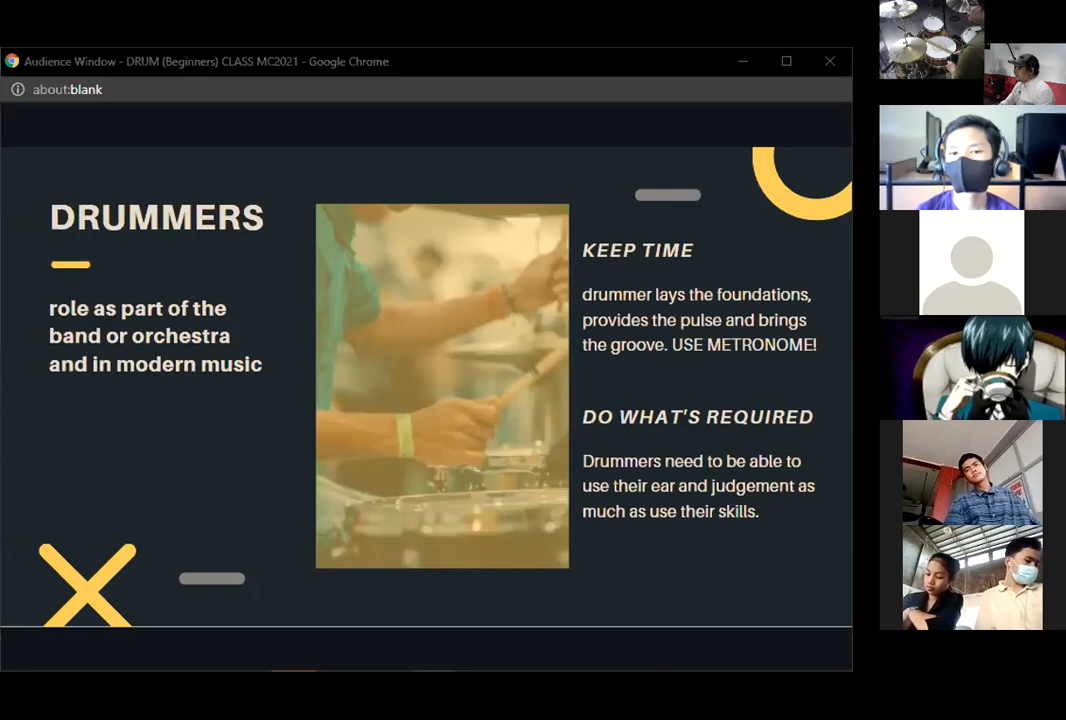 Audience Window - DRUM (Beginners) CLASS MC2021 - Google Chrome
about:blank
DRUMMERS
role as part of the
band or orchestra
and in modern music
KEEP TIME
drummer lays the foundations,
provides the pulse and brings
the groove. USE METRONOME!
DO WHAT'S REQUIRED
Drummers need to be able to
use their ear and judgement as
much as use their skills.